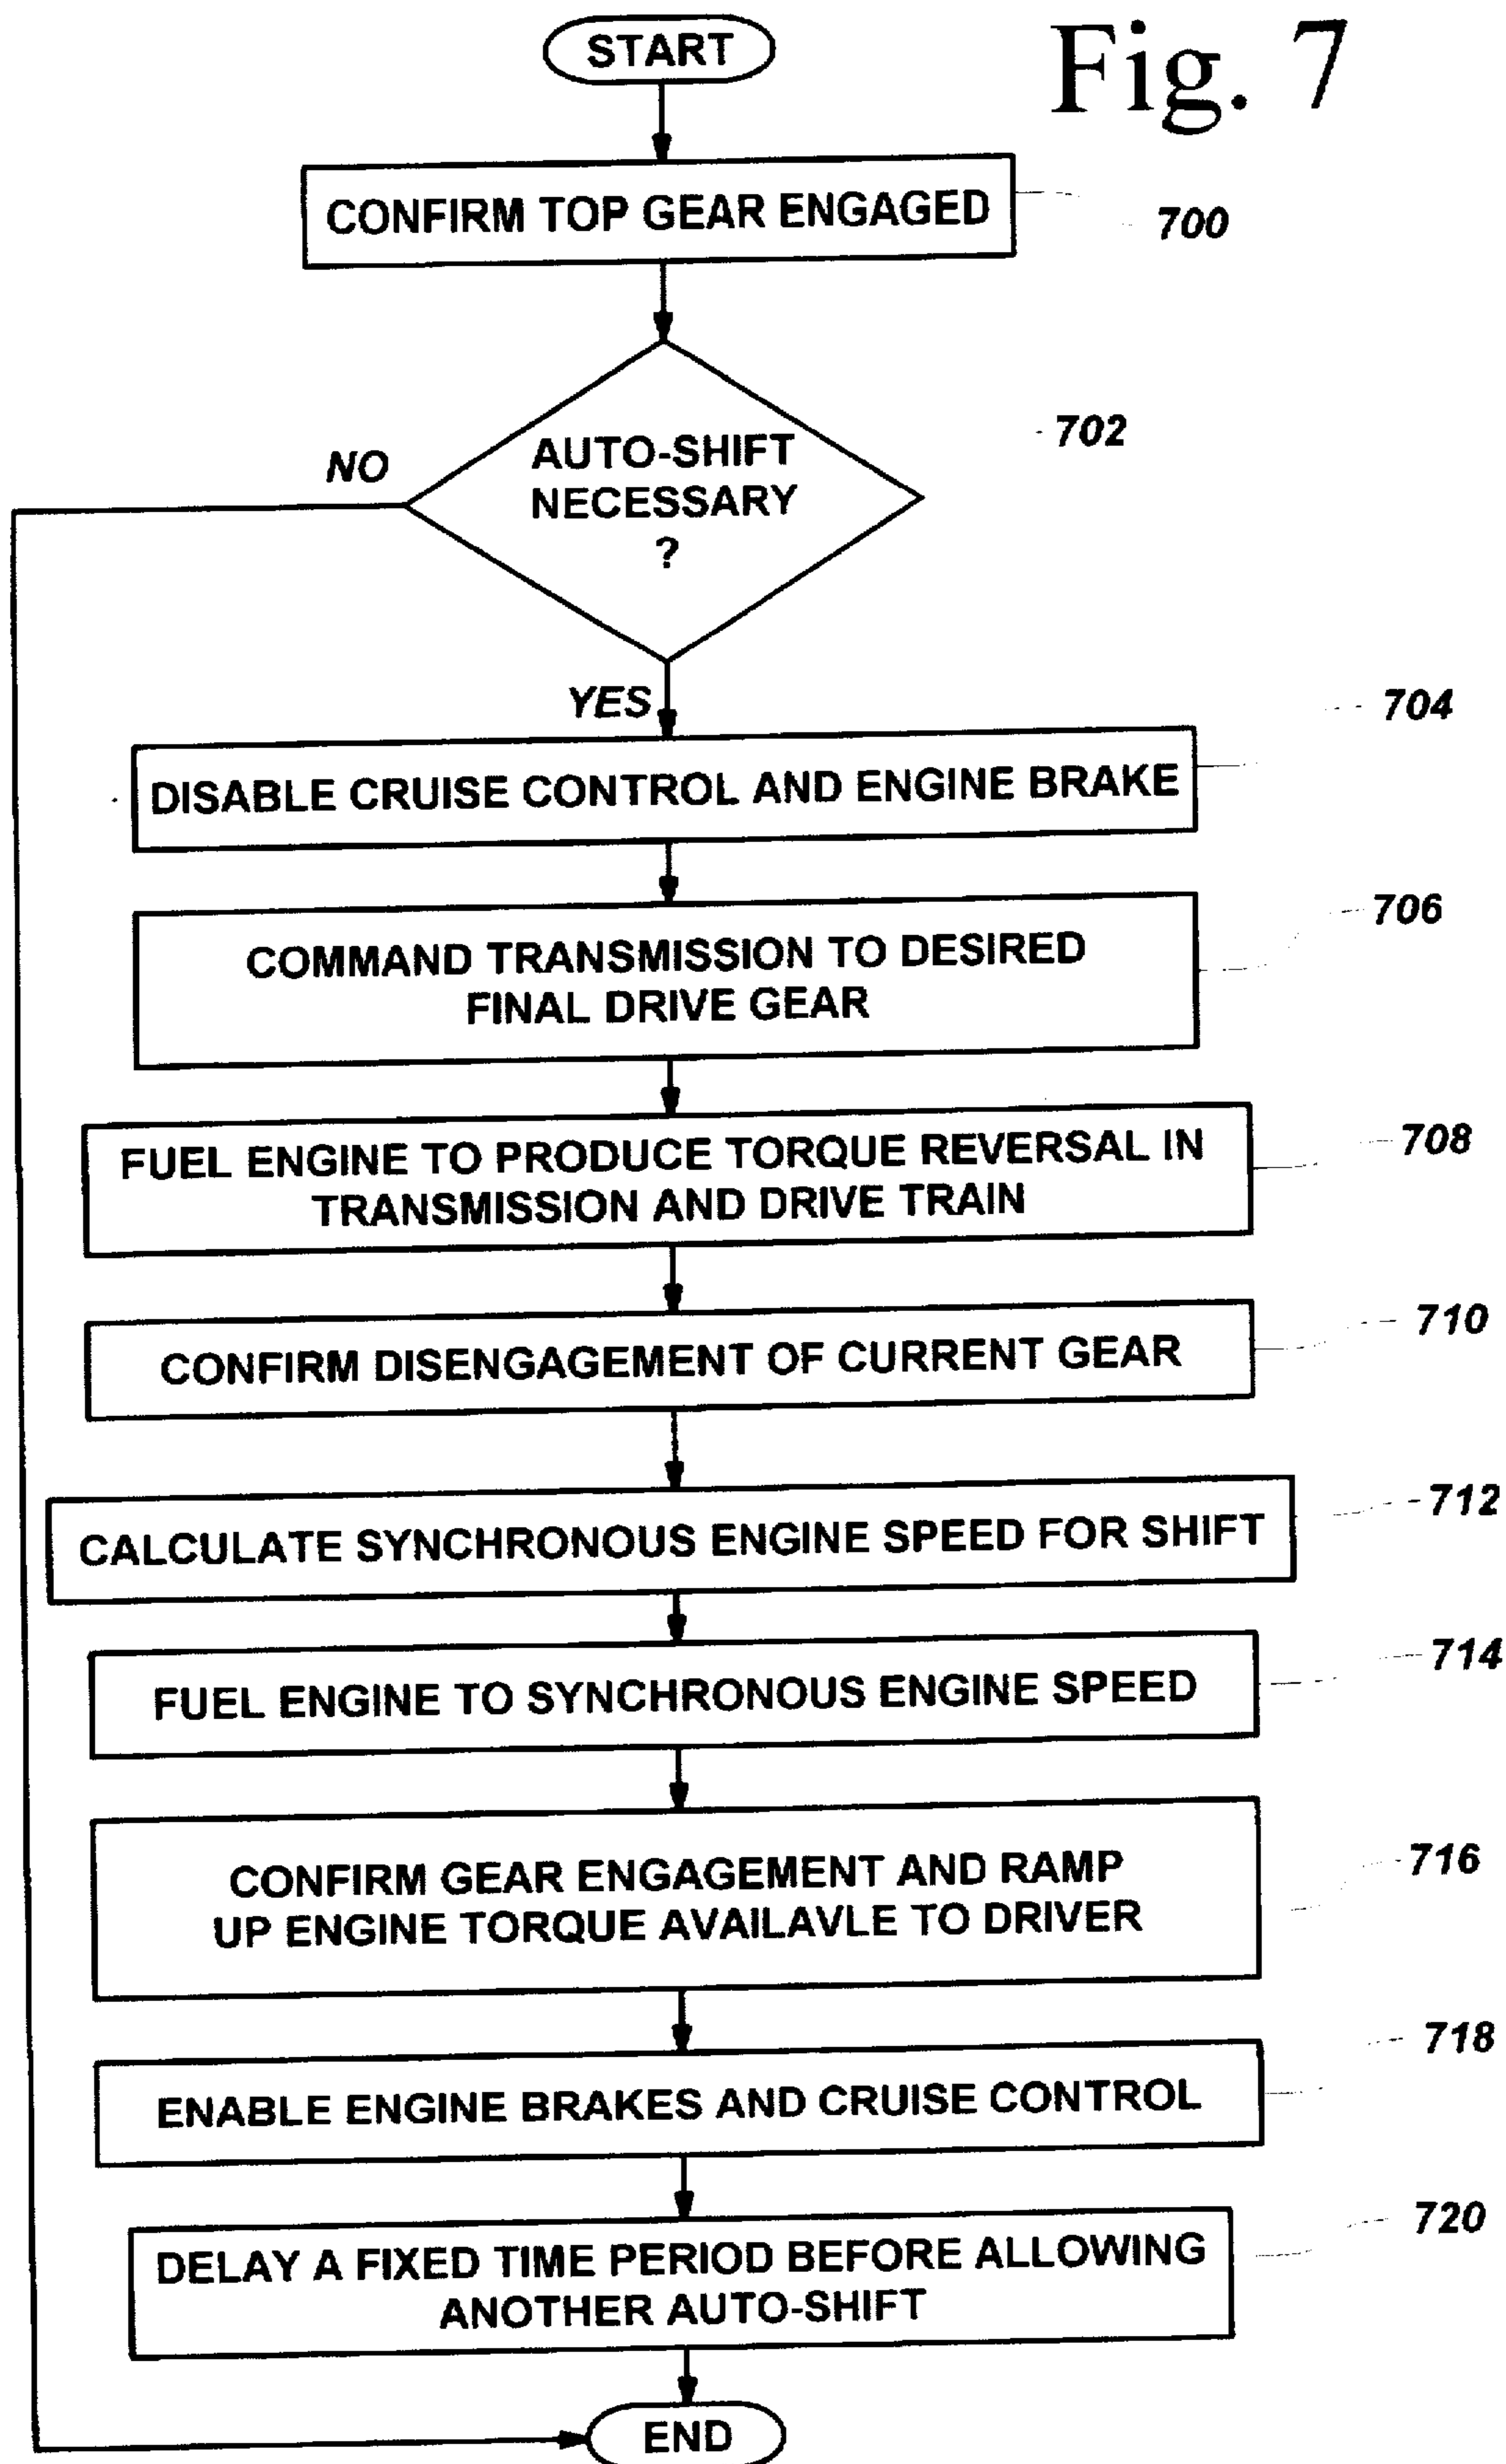 Fig. 7
START
CONFIRM TOP GEAR ENGAGED
700
AUTO-SHIFT
NECESSARY
?
702
NO
YES
704
DISABLE CRUISE CONTROL AND ENGINE BRAKE
706
COMMAND TRANSMISSION TO DESIRED
FINAL DRIVE GEAR
708
FUEL ENGINE TO PRODUCE TORQUE REVERSAL IN
TRANSMISSION AND DRIVE TRAIN
710
CONFIRM DISENGAGEMENT OF CURRENT GEAR
712
CALCULATE SYNCHRONOUS ENGINE SPEED FOR SHIFT
714
FUEL ENGINE TO SYNCHRONOUS ENGINE SPEED
716
CONFIRM GEAR ENGAGEMENT AND RAMP
UP ENGINE TORQUE AVAILAVLE TO DRIVER
718
ENABLE ENGINE BRAKES AND CRUISE CONTROL
720
DELAY A FIXED TIME PERIOD BEFORE ALLOWING
ANOTHER AUTO-SHIFT
END